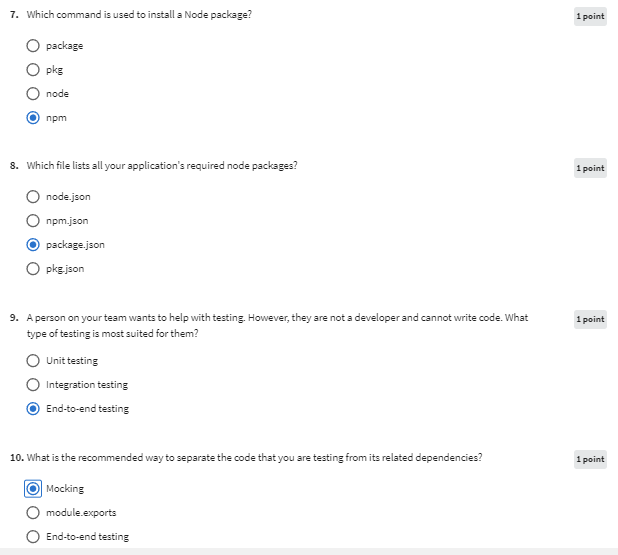 7. Which command is used to install a Node package?
1 point
package
pkg
node
npm
8. Which file lists all your application's required node packages?
1 point
node.json
npm.json
package.json
pkg.json
9. A person on your team wants to help with testing. However, they are not a developer and cannot write code. What
type of testing is most suited for them?
1 point
Unit testing
Integration testing
End-to-end testing
10. What is the recommended way to separate the code that you are testing from its related dependencies?
1 point
Mocking
module.exports
End-to-end testing